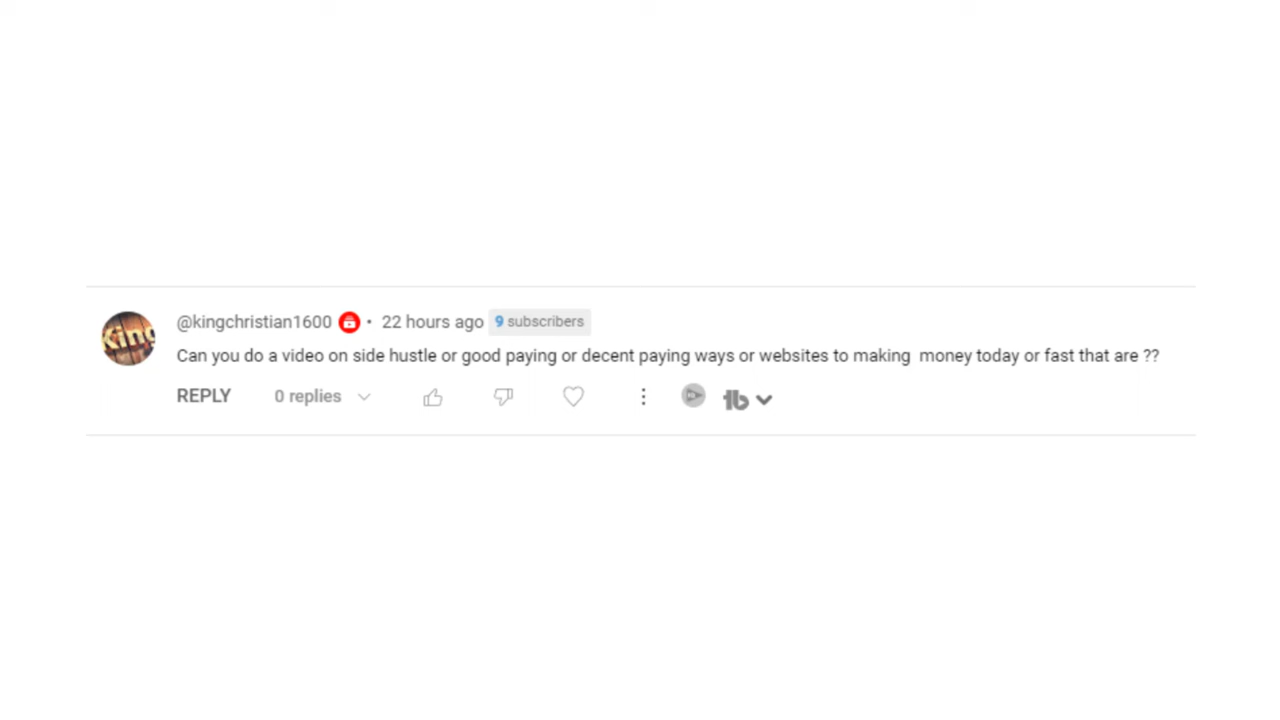 King
@kingchristian1600 • 22 hours ago 9 subscribers
Can you do a video on side hustle or good paying or decent paying ways or websites to making  money today or fast that are ??
REPLY 0 replies